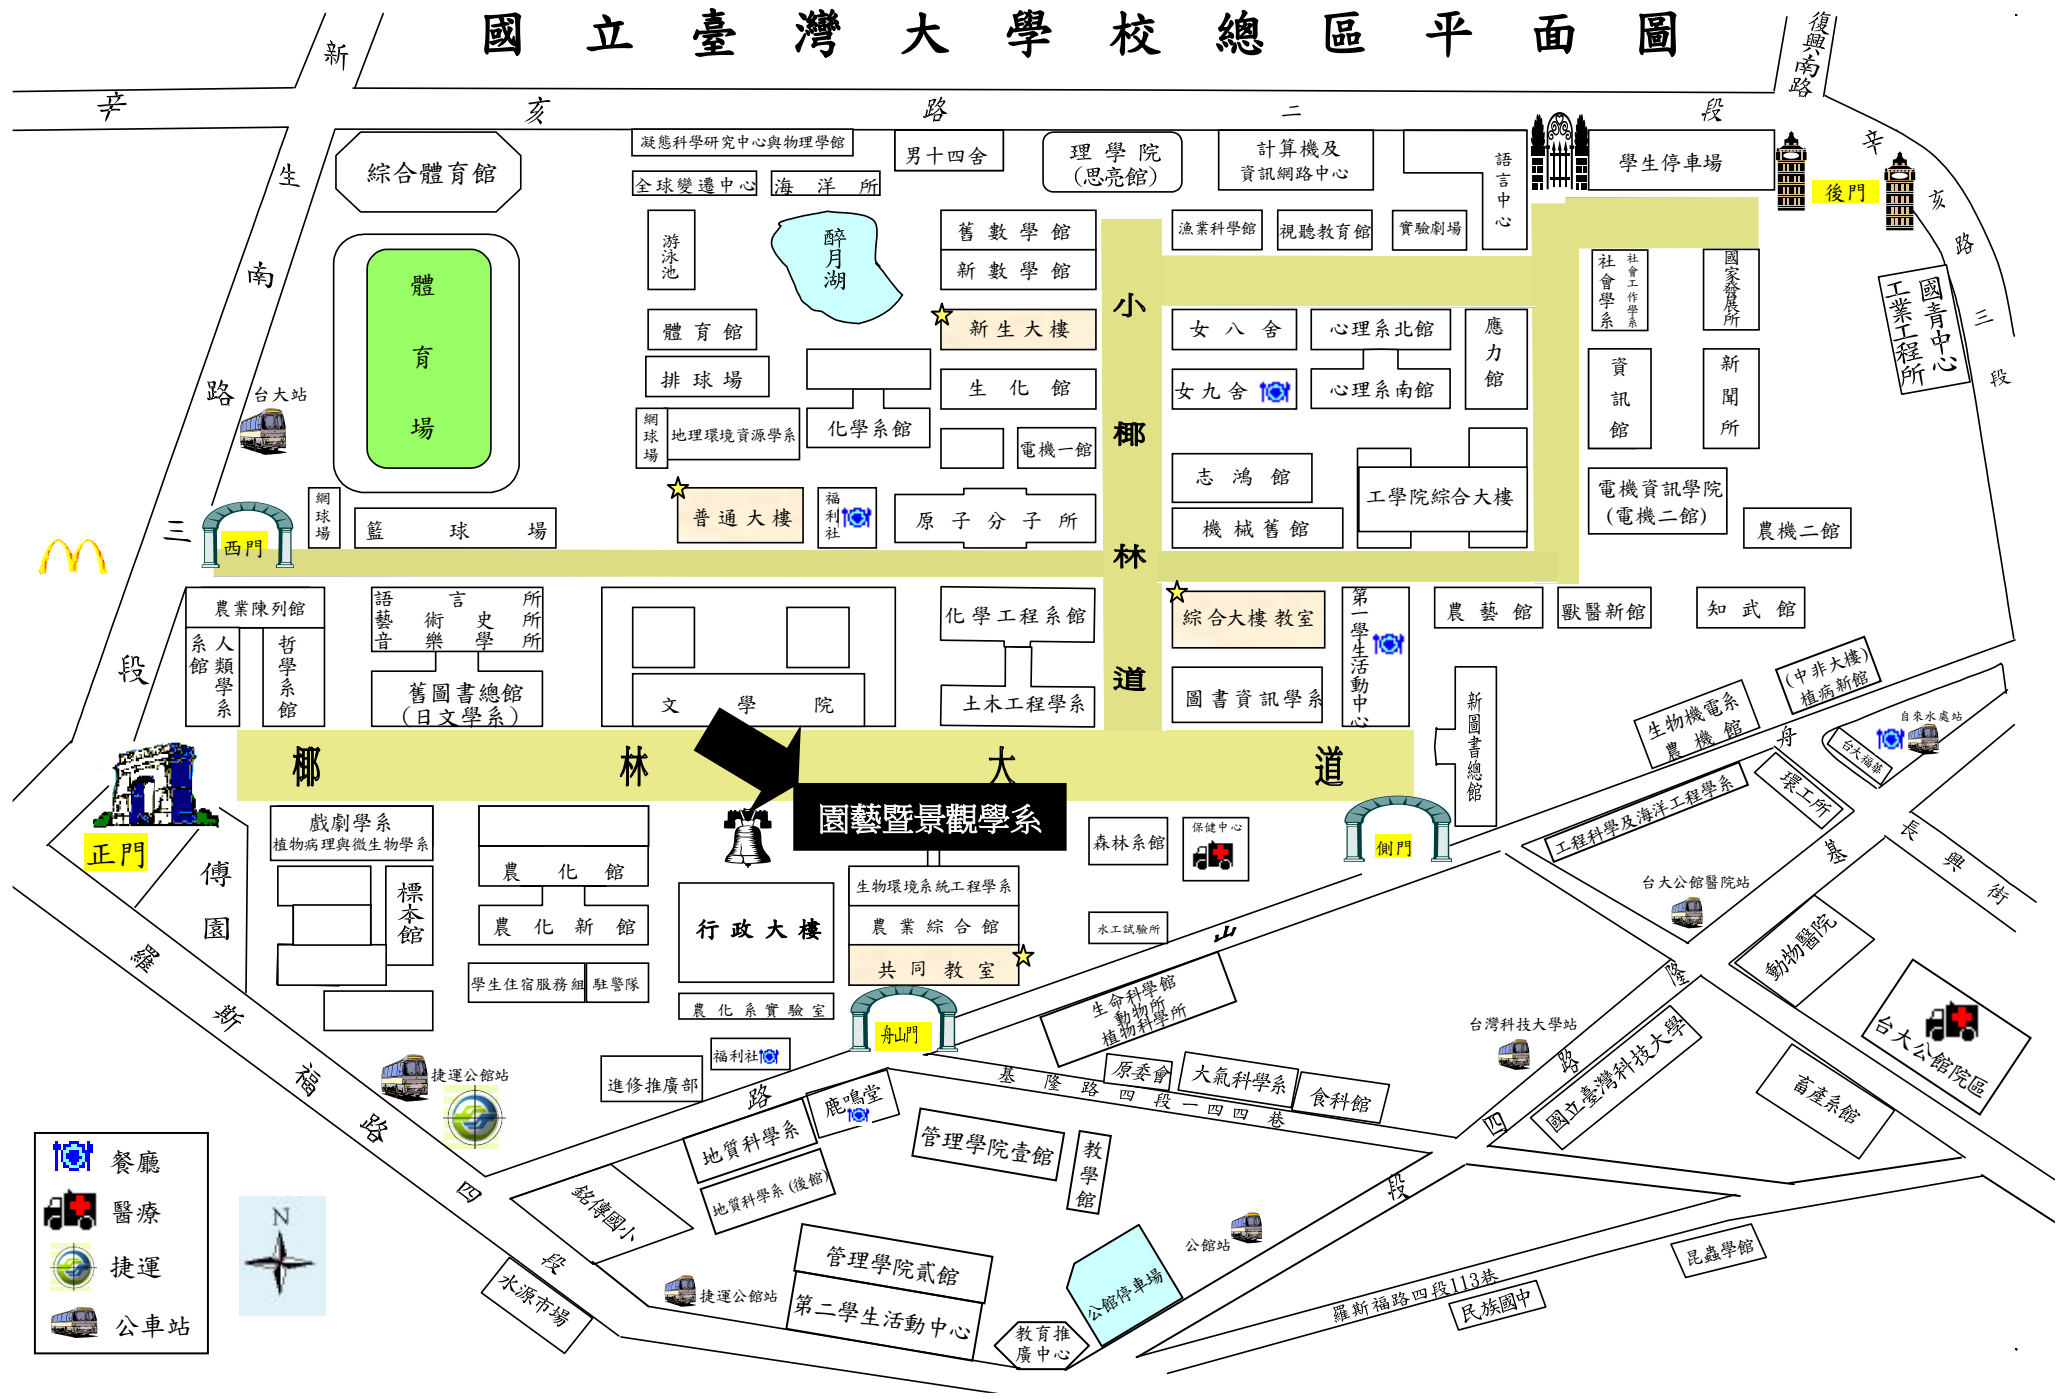 國立臺灣大學校總區平面圖
復興南路
新生南路三段
辛亥路二段
辛亥路三段
綜合體育館
凝態科學研究中心與物理學館
男十四舍
理學院
(思亮館)
計算機及
資訊網路中心
語言中心
學生停車場
後門
全球變遷中心
海洋所
游泳池
醉月湖
舊數學館
新數學館
漁業科學館
視聽教育館
實驗劇場
社會學系
社會工作學系
國家發展所
國青中心
工業工程所
體育場
體育館
新生大樓
小椰林道
女八舍
心理系北館
應力館
排球場
生化館
女九舍
心理系南館
資訊館
新聞所
台大站
網球場
地理環境資源學系
化學系館
電機一館
志鴻館
工學院綜合大樓
電機資訊學院
(電機二館)
農機二館
西門
網球場
籃球場
普通大樓
福利社
原子分子所
機械舊館
農業陳列館
人類學系
系館
哲學系館
語言所
藝術史所
音樂學所
舊圖書總館
(日文學系)
文學院
化學工程系館
土木工程學系
綜合大樓教室
圖書資訊學系
第一學生活動中心
農藝館
獸醫新館
知武館
新圖書總館
生物機電系
農機館
(中非大樓)
植病新館
自來水處站
台大福華
椰林大道
園藝暨景觀學系
正門
傅園
戲劇學系
植物病理與微生物學系
標本館
農化館
農化新館
學生住宿服務組
駐警隊
行政大樓
農化系實驗室
生物環境系統工程學系
農業綜合館
共同教室
森林系館
保健中心
水工試驗所
側門
工程科學及海洋工程學系
環工所
長興街
台大公館醫院站
動物醫院
台大公館院區
舟山路
舟山門
生命科學館
動物所
植物科學所
基隆路四段
台灣科技大學站
國立臺灣科技大學
畜產系館
羅斯福路四段
捷運公館站
進修推廣部
福利社
鹿鳴堂
地質科學系
地質科學系(後館)
基隆路四段一四四巷
原委會
大氣科學系
食科館
管理學院壹館
教學館
銘傳國小
水源市場
捷運公館站
管理學院貳館
第二學生活動中心
教育推
廣中心
公館停車場
公館站
羅斯福路四段113巷
民族國中
昆蟲學館
餐廳
醫療
捷運
公車站
N